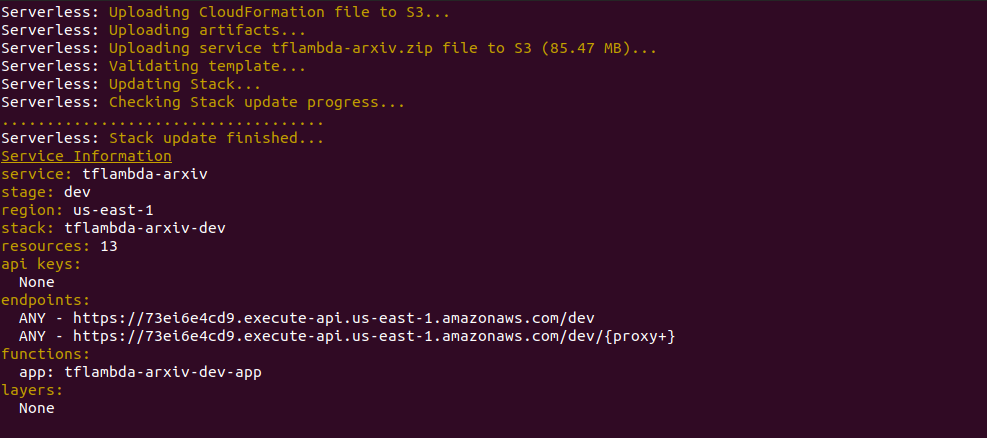 Serverless: Uploading CloudFormation file to S3...
Serverless: Uploading artifacts...
Serverless: Uploading service tflambda-arxiv.zip file to S3 (85.47 MB)...
Serverless: Validating template...
Serverless: Updating Stack...
Serverless: Checking Stack update progress...
....................................
Serverless: Stack update finished...
Service Information
service: tflambda-arxiv
stage: dev
region: us-east-1
stack: tflambda-arxiv-dev
resources: 13
api keys:
  None
endpoints:
  ANY - https://73ei6e4cd9.execute-api.us-east-1.amazonaws.com/dev
  ANY - https://73ei6e4cd9.execute-api.us-east-1.amazonaws.com/dev/{proxy+}
functions:
  app: tflambda-arxiv-dev-app
layers:
  None